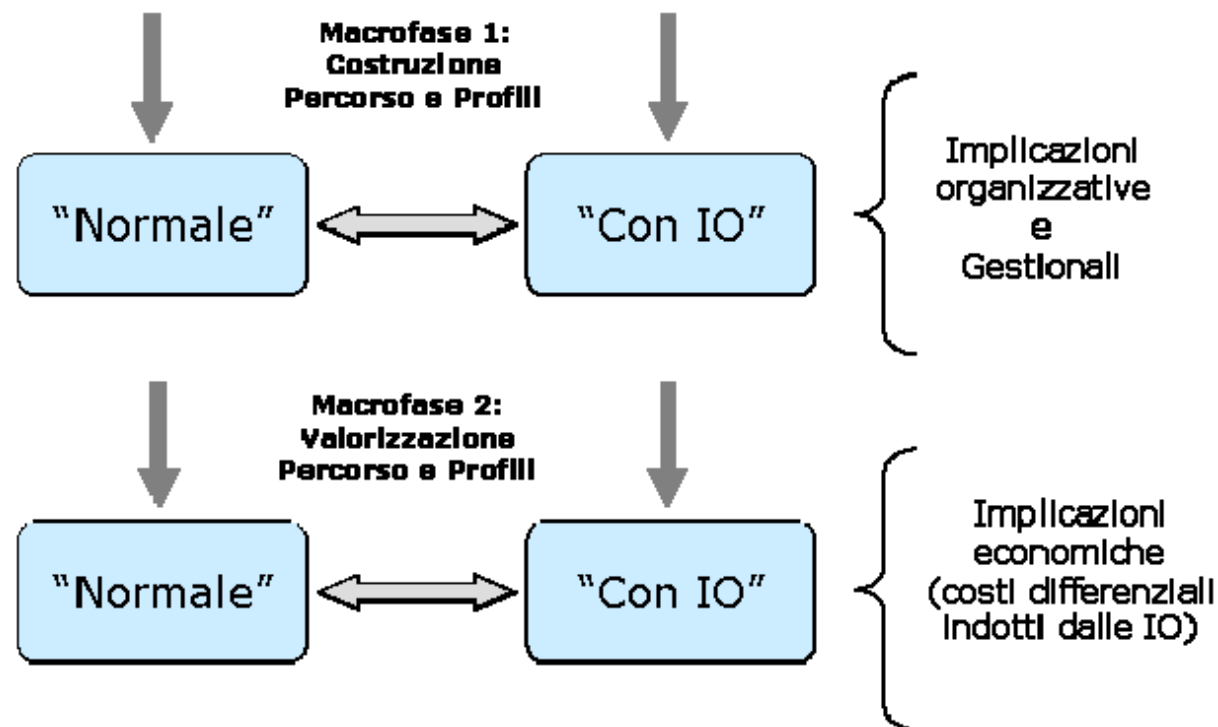 Macrofase 1:
Costruzione
Percorso e Profili
“Normale”
“Con IO”
Implicazioni
organizzative
e
Gestionali
Macrofase 2:
Valorizzazione
Percorso e Profili
“Normale”
“Con IO”
Implicazioni
economiche
(costi differenziali
indotti dalle IO)